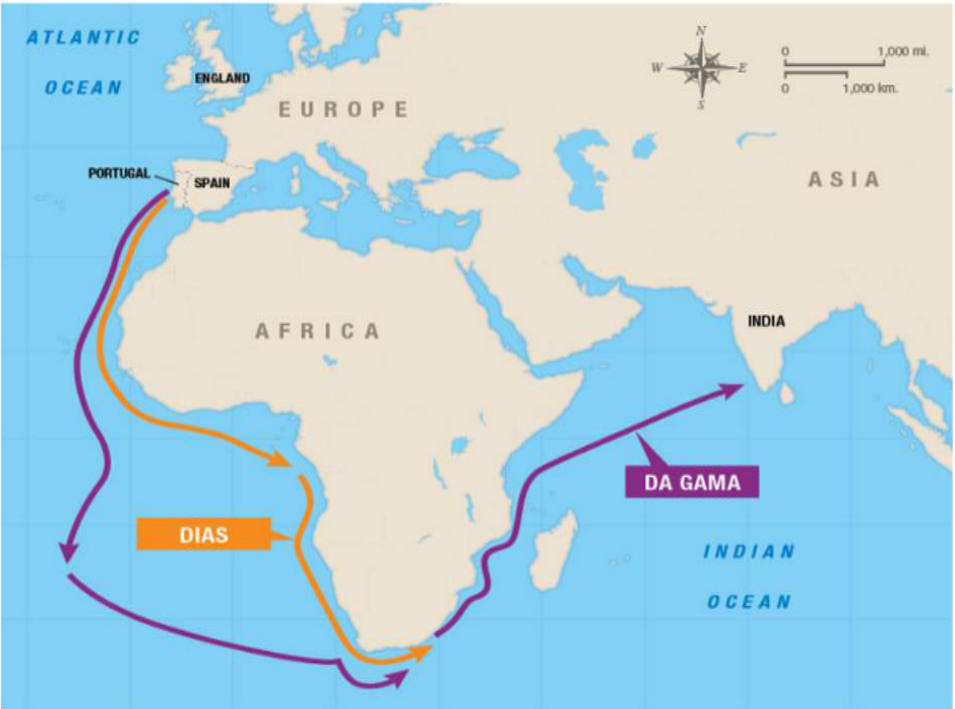 ATLANTIC
OCEAN
ENGLAND
EUROPE
N
W E
S
0 1,000 mi.
0 1,000 km.
PORTUGAL
SPAIN
ASIA
AFRICA
INDIA
DA GAMA
DIAS
INDIAN
OCEAN